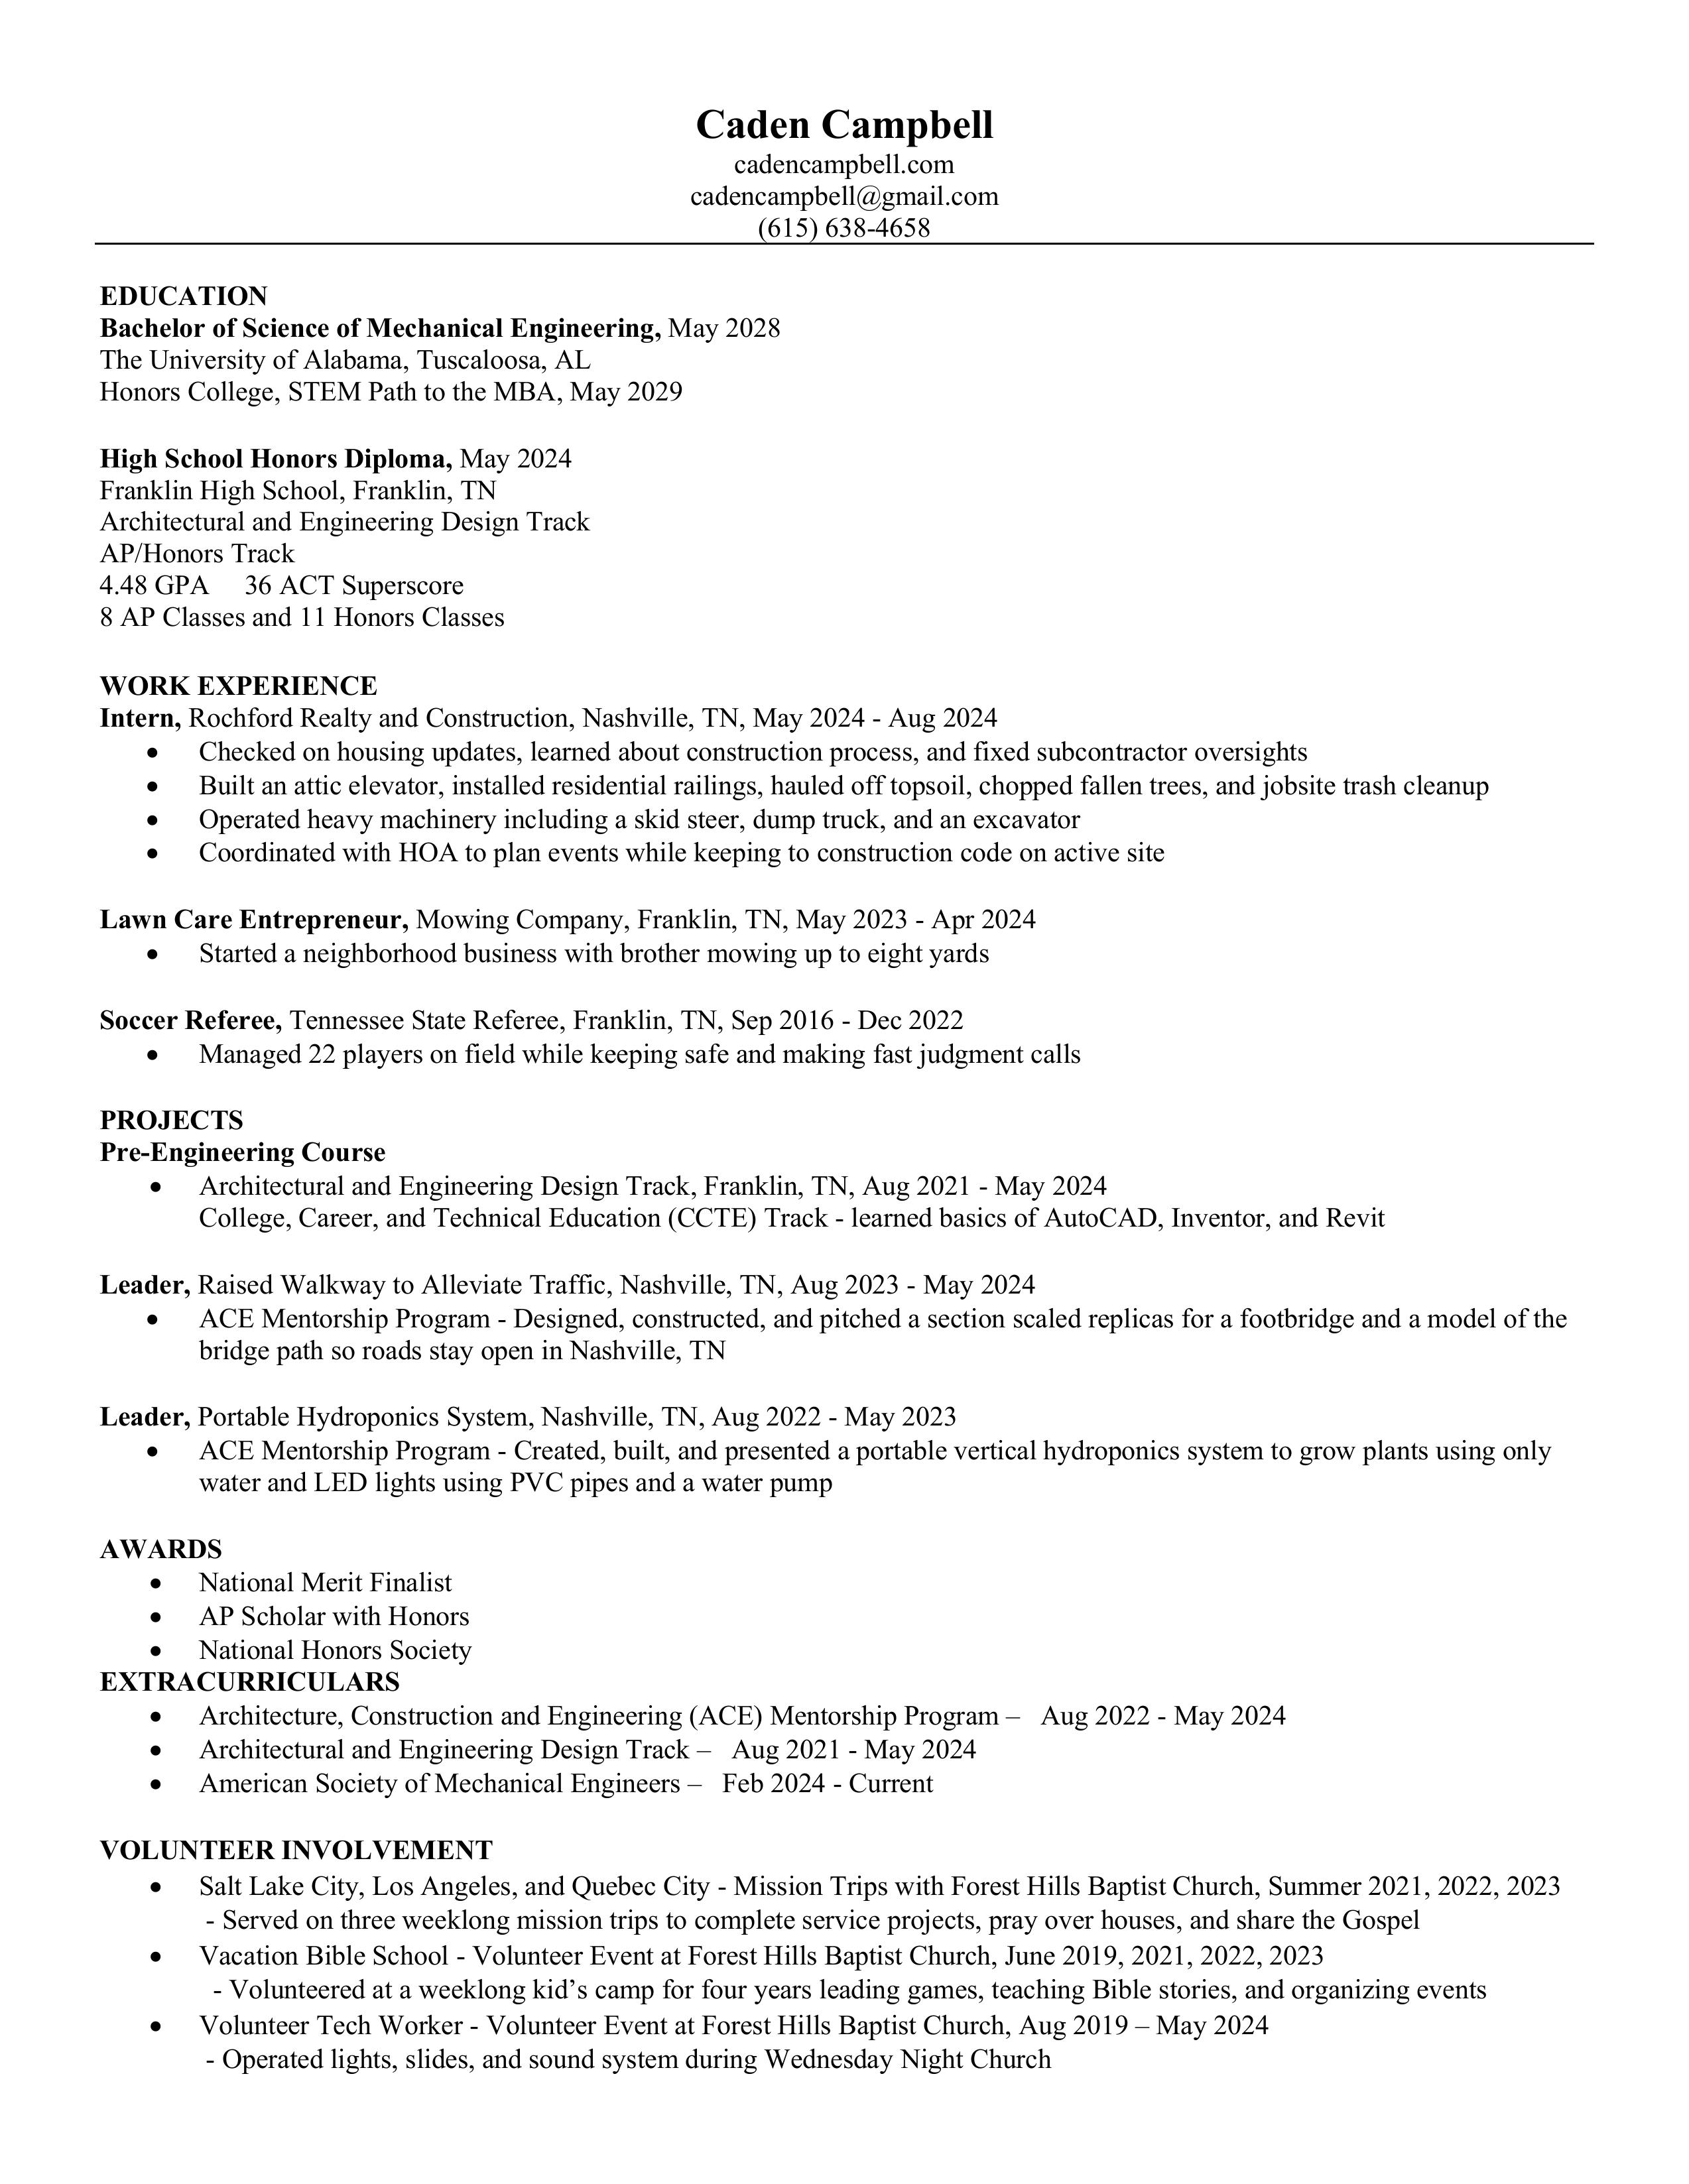 Caden Campbell
cadencampbell.com
cadencampbell@gmail.com
(615) 638-4658
EDUCATION
Bachelor of Science of Mechanical Engineering, May 2028
The University of Alabama, Tuscaloosa, AL
Honors College, STEM Path to the MBA, May 2029
High School Honors Diploma, May 2024
Franklin High School, Franklin, TN
Architectural and Engineering Design Track
AP/Honors Track
4.48 GPA 36 ACT Superscore
8 AP Classes and 11 Honors Classes
WORK EXPERIENCE
Intern, Rochford Realty and Construction, Nashville, TN, May 2024 - Aug 2024
• Checked on housing updates, learned about construction process, and fixed subcontractor oversights
• Built an attic elevator, installed residential railings, hauled off topsoil, chopped fallen trees, and jobsite trash cleanup
• Operated heavy machinery including a skid steer, dump truck, and an excavator
• Coordinated with HOA to plan events while keeping to construction code on active site
Lawn Care Entrepreneur, Mowing Company, Franklin, TN, May 2023 - Apr 2024
• Started a neighborhood business with brother mowing up to eight yards
Soccer Referee, Tennessee State Referee, Franklin, TN, Sep 2016 - Dec 2022
• Managed 22 players on field while keeping safe and making fast judgment calls
PROJECTS
Pre-Engineering Course
• Architectural and Engineering Design Track, Franklin, TN, Aug 2021 - May 2024
College, Career, and Technical Education (CCTE) Track - learned basics of AutoCAD, Inventor, and Revit
Leader, Raised Walkway to Alleviate Traffic, Nashville, TN, Aug 2023 - May 2024
• ACE Mentorship Program - Designed, constructed, and pitched a section scaled replicas for a footbridge and a model of the
bridge path so roads stay open in Nashville, TN
Leader, Portable Hydroponics System, Nashville, TN, Aug 2022 - May 2023
• ACE Mentorship Program - Created, built, and presented a portable vertical hydroponics system to grow plants using only
water and LED lights using PVC pipes and a water pump
AWARDS
• National Merit Finalist
• AP Scholar with Honors
• National Honors Society
EXTRACURRICULARS
• Architecture, Construction and Engineering (ACE) Mentorship Program – Aug 2022 - May 2024
• Architectural and Engineering Design Track – Aug 2021 - May 2024
• American Society of Mechanical Engineers – Feb 2024 - Current
VOLUNTEER INVOLVEMENT
• Salt Lake City, Los Angeles, and Quebec City - Mission Trips with Forest Hills Baptist Church, Summer 2021, 2022, 2023
- Served on three weeklong mission trips to complete service projects, pray over houses, and share the Gospel
• Vacation Bible School - Volunteer Event at Forest Hills Baptist Church, June 2019, 2021, 2022, 2023
- Volunteered at a weeklong kid’s camp for four years leading games, teaching Bible stories, and organizing events
• Volunteer Tech Worker - Volunteer Event at Forest Hills Baptist Church, Aug 2019 – May 2024
- Operated lights, slides, and sound system during Wednesday Night Church